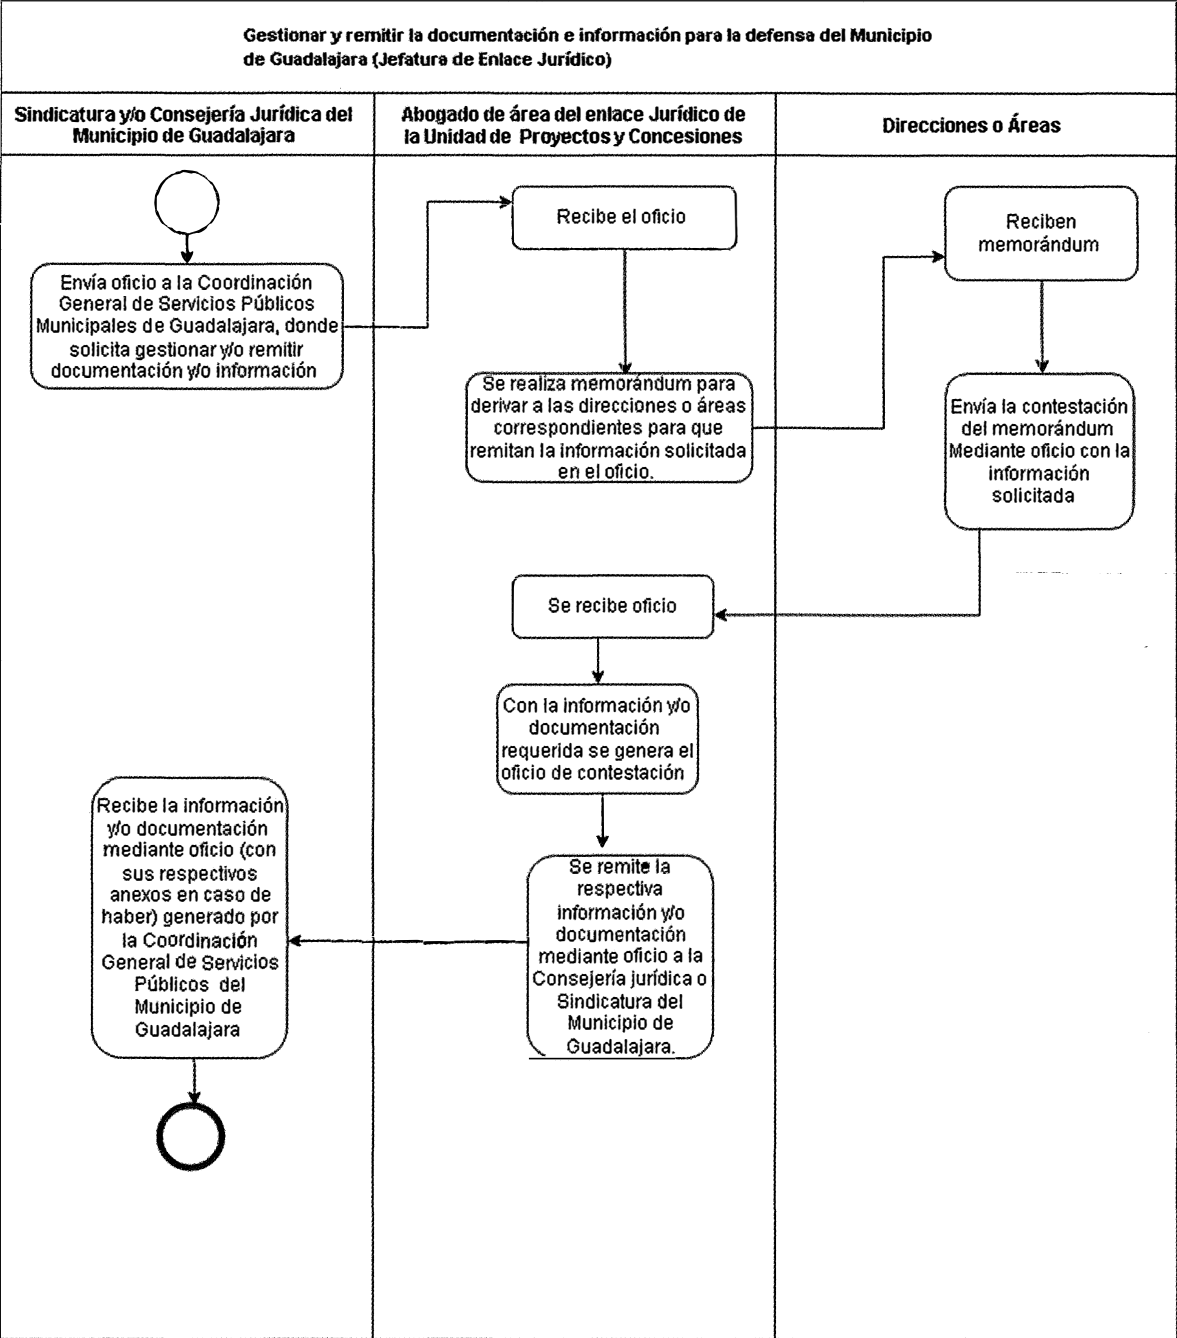 Gestionar y remitir la documentación e información para la defensa del Municipio
de Guadalajara (Jefatura de Enlace Jurídico)
Sindicatura y/o Consejería Jurídica del
Municipio de Guadalajara
Abogado de área del enlace Jurídico de
la Unidad de Proyectos y Concesiones
Direcciones o Áreas
Envía oficio a la Coordinación
General de Servicios Públicos
Municipales de Guadalajara, donde
solicita gestionar y/o remitir
documentación y/o información
Recibe el oficio
Se realiza memorándum para
derivar a las direcciones o áreas
correspondientes para que
remitan la información solicitada
en el oficio.
Reciben
memorándum
Envía la contestación
del memorándum
Mediante oficio con la
información
solicitada
Se recibe oficio
Con la información y/o
documentación
requerida se genera el
oficio de contestación
Se remite la
respectiva
información y/o
documentación
mediante oficio a la
Consejería jurídica o
Sindicatura del
Municipio de
Guadalajara.
Recibe la información
y/o documentación
mediante oficio (con
sus respectivos
anexos en caso de
haber) generado por
la Coordinación
General de Servicios
Públicos del
Municipio de
Guadalajara